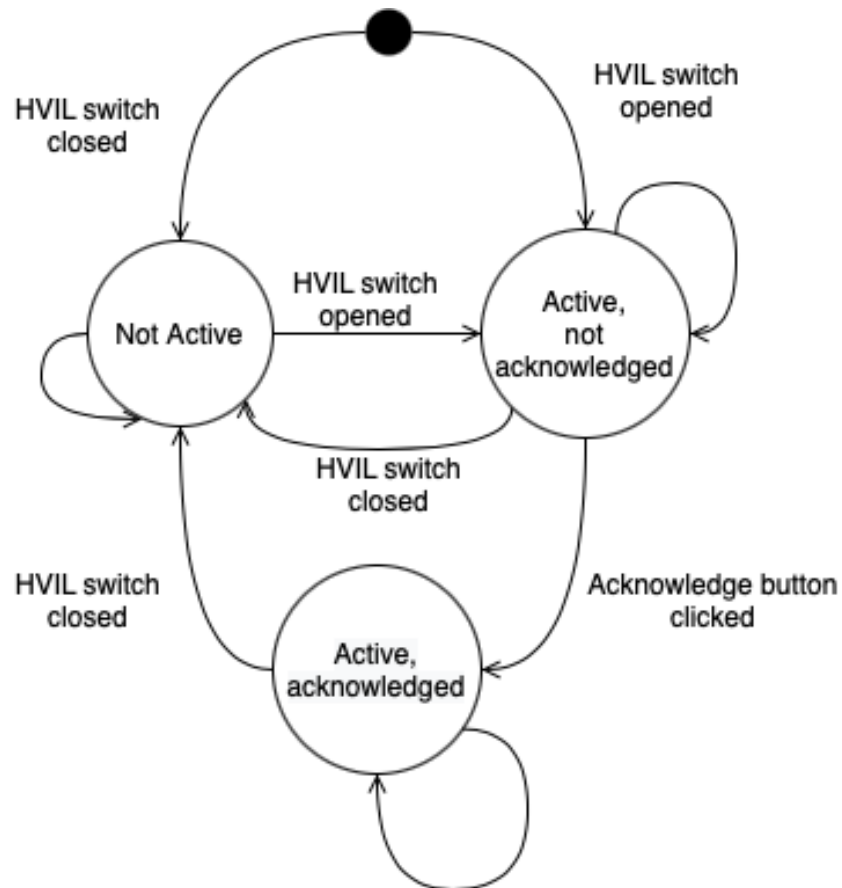 HVIL switch
opened
HVIL switch
closed
HVIL switch
opened
Not Active
Active,
not
acknowledged
HVIL switch
closed
HVIL switch
closed
Acknowledge button
clicked
Active,
acknowledged